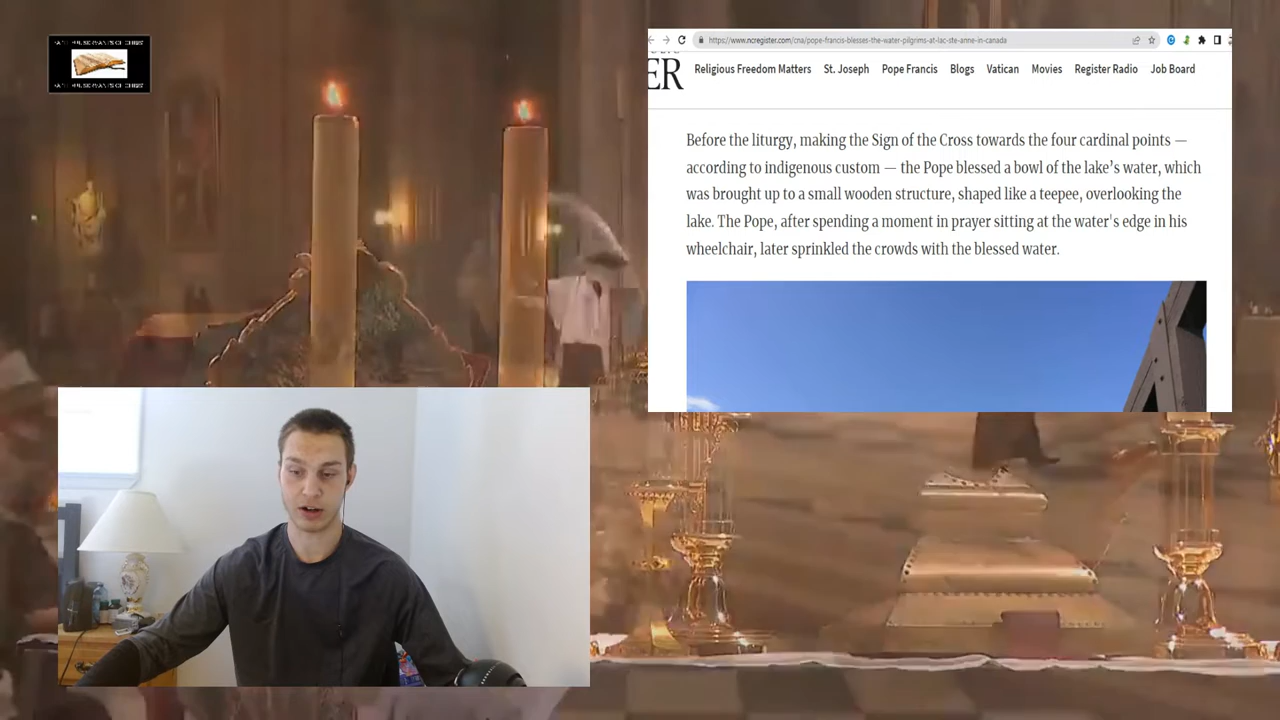 https://www.ncregister.com/cna/pope-francis-blesses-the-water-pilgrims-at-lac-ste-anne-in-canada
ER
Religious Freedom Matters St. Joseph Pope Francis Blogs Vatican Movies Register Radio Job Board
Before the liturgy, making the Sign of the Cross towards the four cardinal points —
according to indigenous custom — the Pope blessed a bowl of the lake’s water, which
was brought up to a small wooden structure, shaped like a teepee, overlooking the
lake. The Pope, after spending a moment in prayer sitting at the water's edge in his
wheelchair, later sprinkled the crowds with the blessed water.